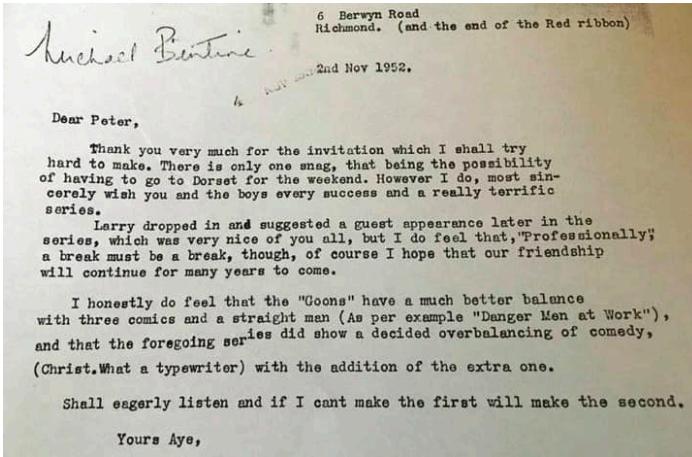 6 Berwyn Road
Richmond. (and the end of the Red ribbon)
Michael Bentine.
2nd Nov 1952.
4 NOV
Dear Peter,
Thank you very much for the invitation which I shall try
hard to make. There is only one snag, that being the possibility
of having to go to Dorset for the weekend. However I do, most sin-
cerely wish you and the boys every success and a really terrific
series.
Larry dropped in and suggested a guest appearance later in the
series, which was very nice of you all, but I do feel that,"Professionally",
a break must be a break, though, of course I hope that our friendship
will continue for many years to come.
I honestly do feel that the "Goons" have a much better balance
with three comics and a straight man (As per example "Danger Men at Work"),
and that the foregoing series did show a decided overbalancing of comedy,
(Christ.What a typewriter) with the addition of the extra one.
Shall eagerly listen and if I cant make the first will make the second.
Yours Aye,